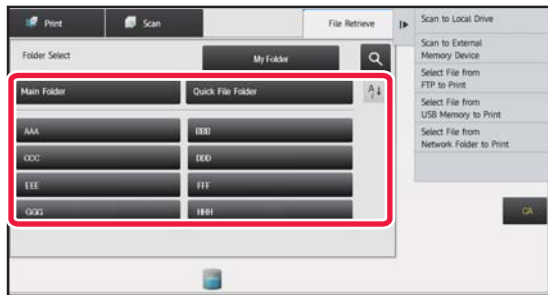 Print
Scan
File Retrieve
Folder Select
My Folder
Main Folder
Quick File Folder
AAA
BBB
CCC
DDD
EEE
FFF
GGG
HHH
Scan to Local Drive
Scan to External
Memory Device
Select File from
FTP to Print
Select File from
USB Memory to Print
Select File from
Network Folder to Print
CA